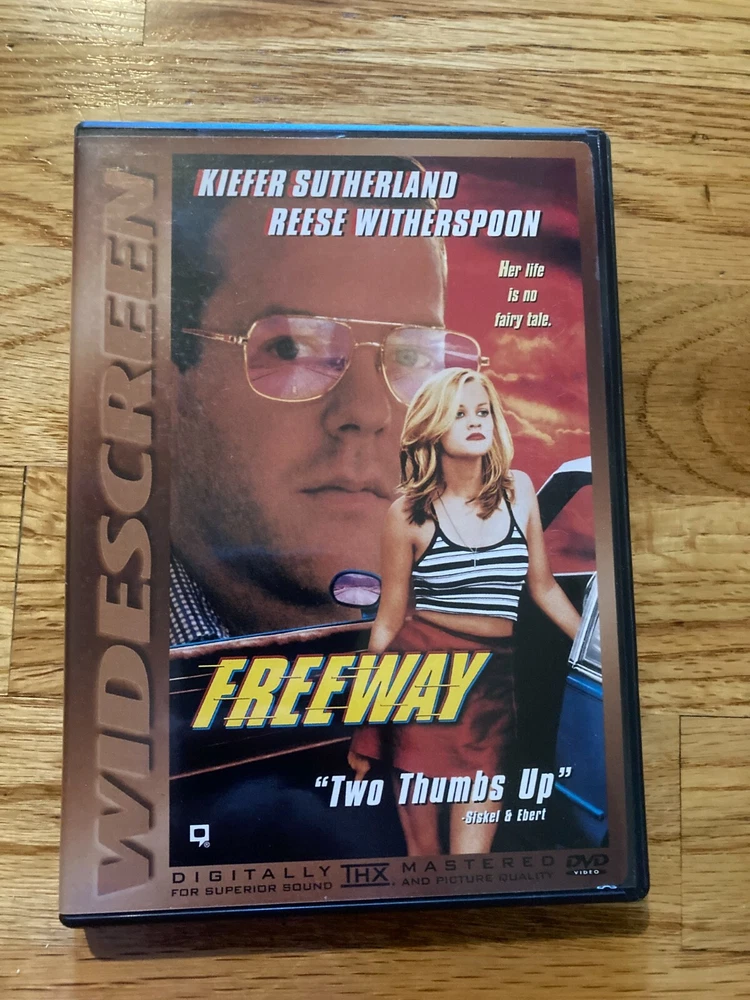 WIDESCREEN
KIEFER SUTHERLAND
REESE WITHERSPOON
Her life
is no
fairy tale.
FREEWAY
“Two Thumbs Up”
-Siskel & Ebert
DIGITALLY THX MASTERED
FOR SUPERIOR SOUND AND PICTURE QUALITY
DVD
VIDEO